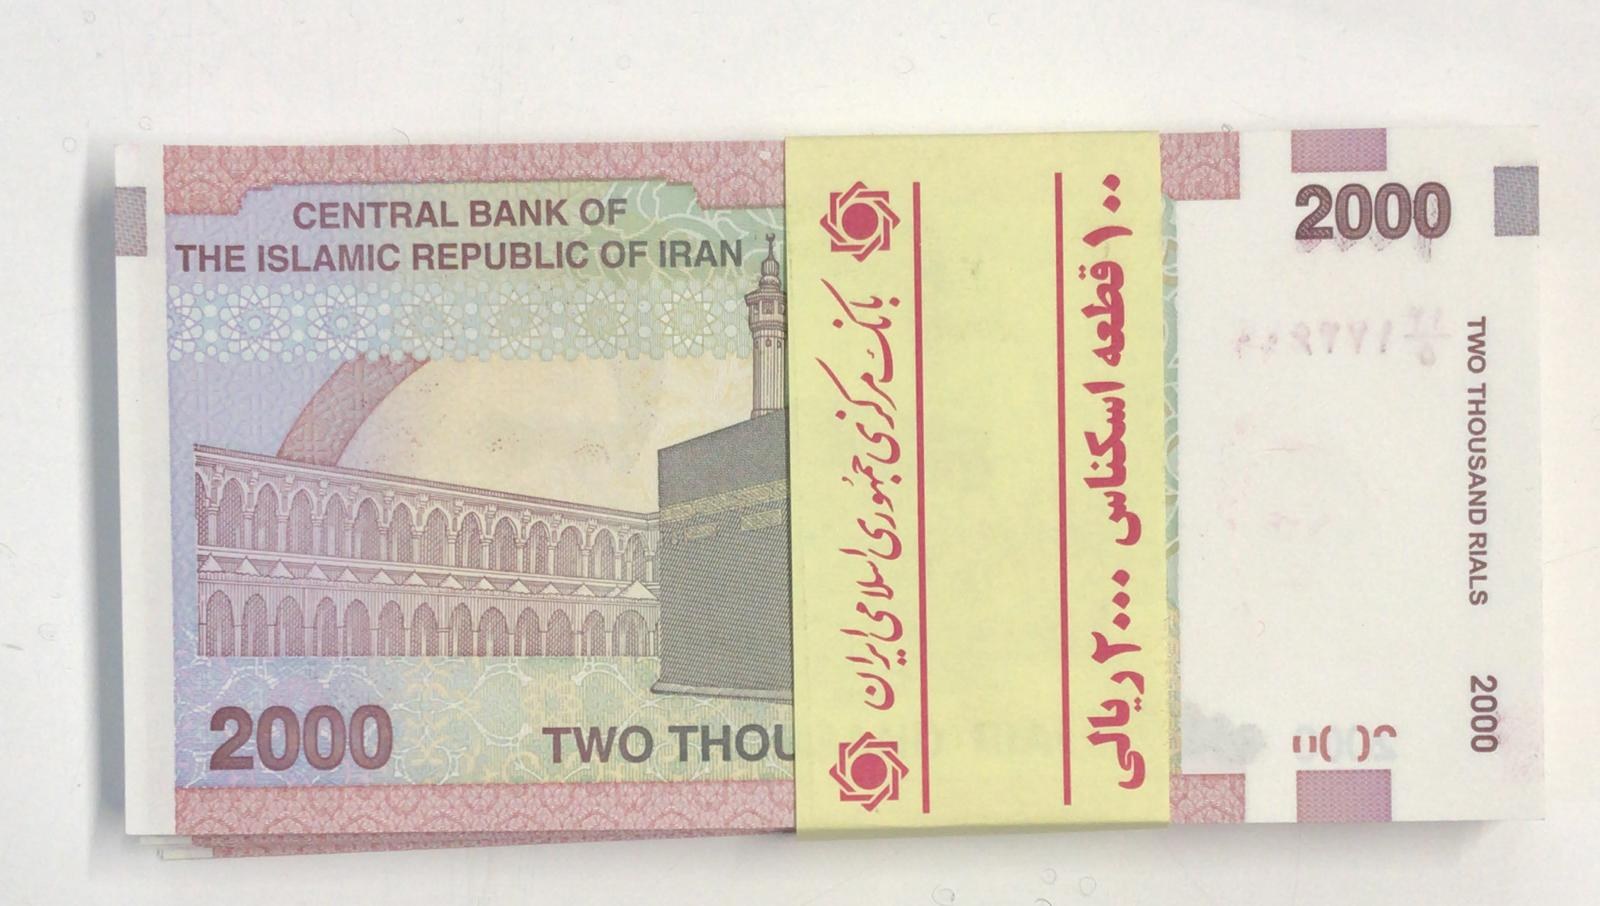 CENTRAL BANK OF
THE ISLAMIC REPUBLIC OF IRAN
2000
TWO THOU
بانک مرکزی جمهوری اسلامی ایران
۱۰۰ قطعه اسکناس ۲۰۰۰ ریالی
2000
TWO THOUSAND RIALS
2000